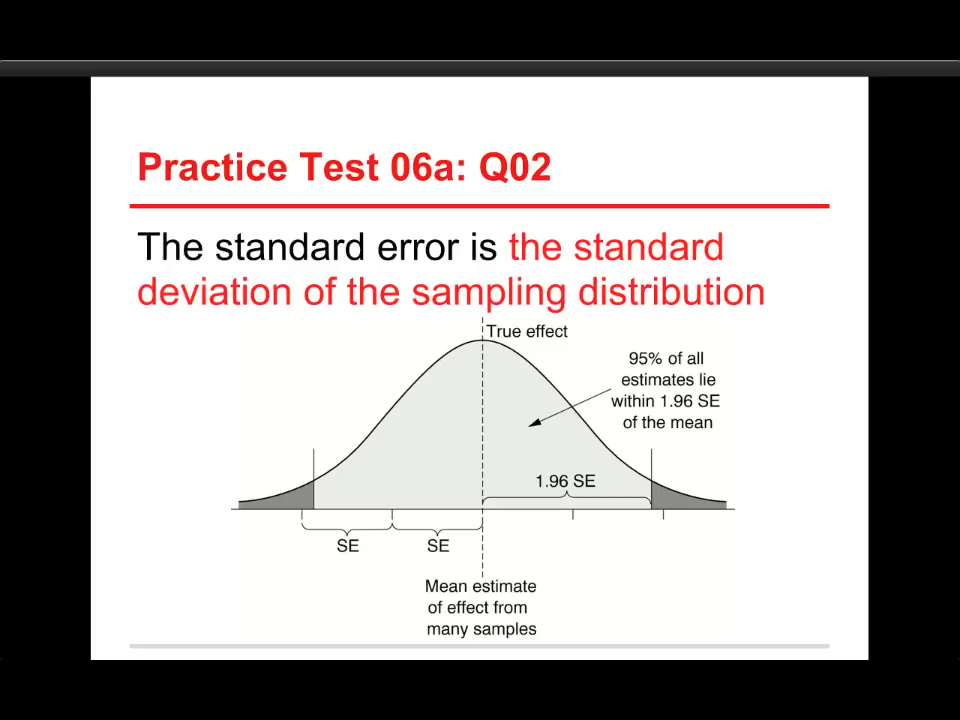 Practice Test 06a: Q02
The standard error is the standard
deviation of the sampling distribution
True effect
95% of all
estimates lie
within 1.96 SE
of the mean
1.96 SE
SE
SE
Mean estimate
of effect from
many samples